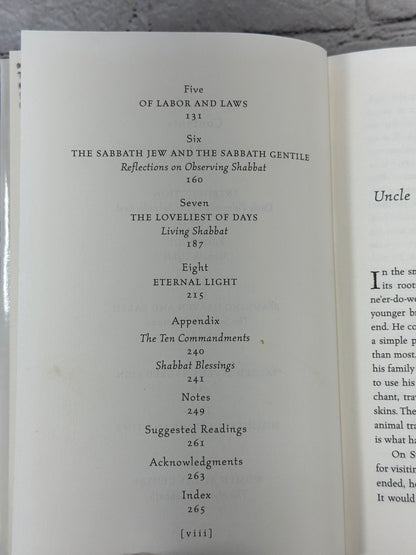 Five
OF LABOR AND LAWS
131
Six
THE SABBATH JEW AND THE SABBATH GENTILE
Reflections on Observing Shabbat
160
Seven
THE LOVELIEST OF DAYS
Living Shabbat
187
Eight
ETERNAL LIGHT
215
Appendix
The Ten Commandments
240
Shabbat Blessings
241
Notes
249
Suggested Readings
261
Acknowledgments
263
Index
265
[viii]
Uncle
In the sm
its root
ne'er-do-we
younger br
end. He co
a simple p
than most.
his family
to use his
chant, trav
skins. The
animal tra
is what ha
On S
for visitin
ended, he
It would